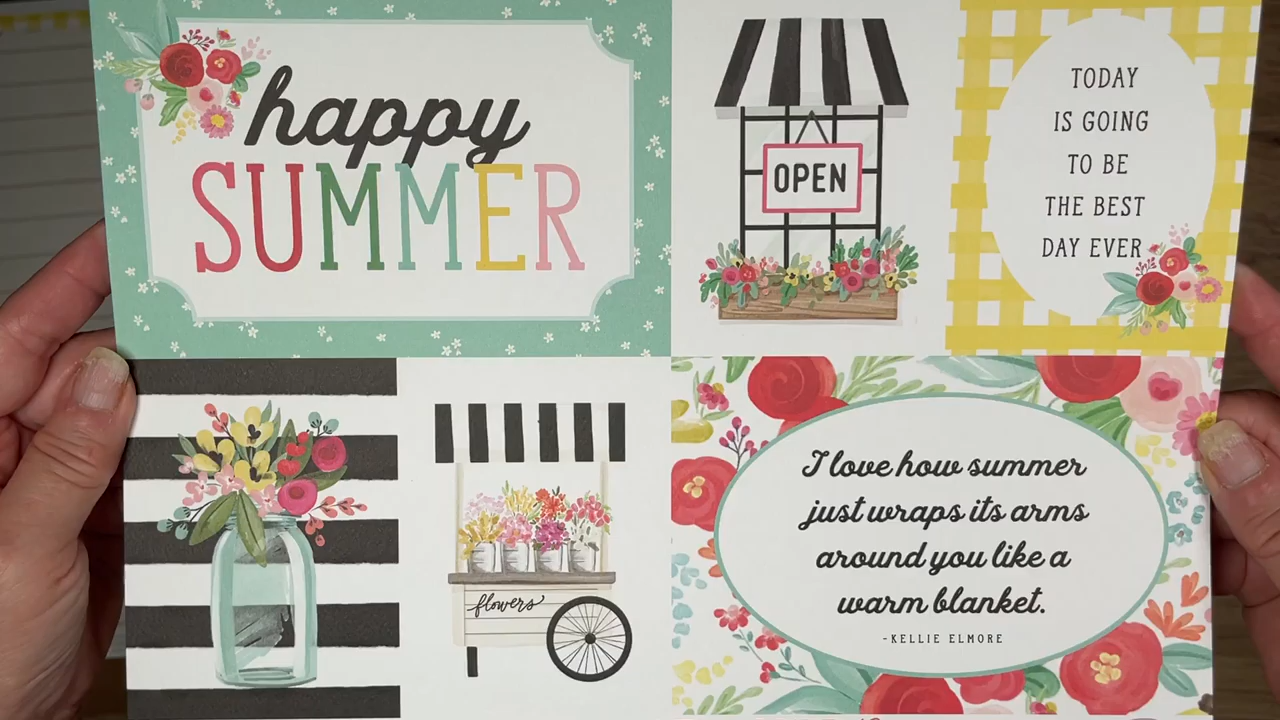 happy
SUMMER
OPEN
TODAY
IS GOING
TO BE
THE BEST
DAY EVER
flowers
I love how summer
just wraps its arms
around you like a
warm blanket.
-KELLIE ELMORE